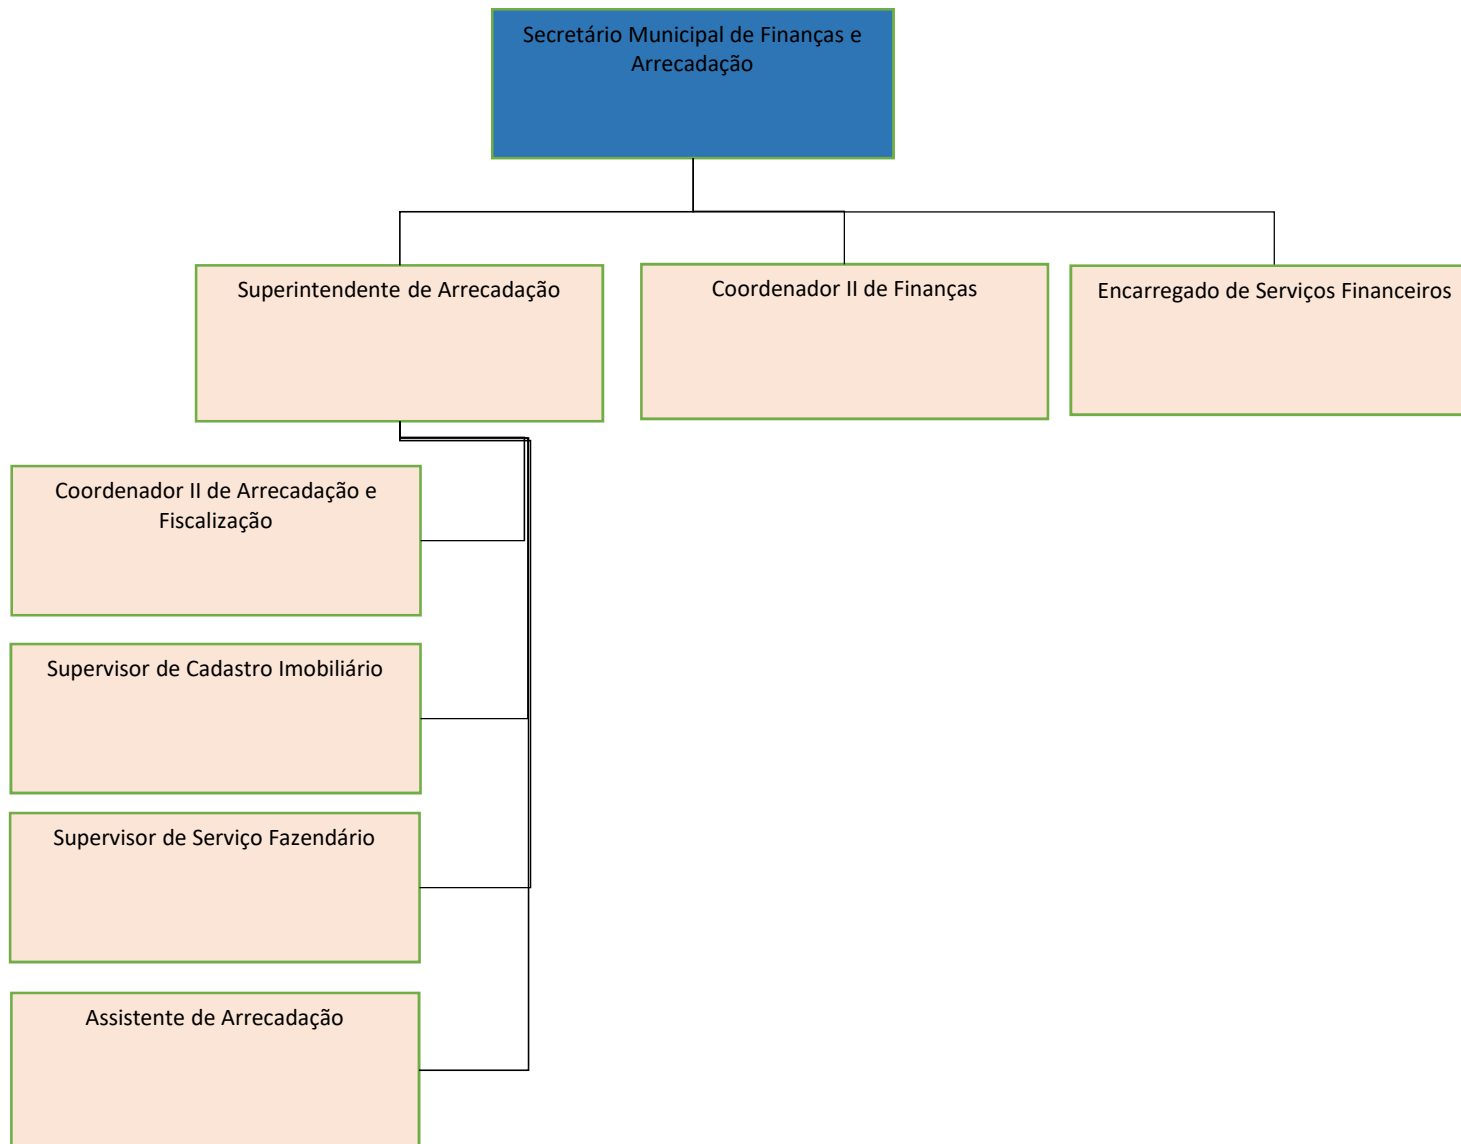 Secretário Municipal de Finanças e
Arrecadação
Superintendente de Arrecadação
Coordenador II de Finanças
Encarregado de Serviços Financeiros
Coordenador II de Arrecadação e
Fiscalização
Supervisor de Cadastro Imobiliário
Supervisor de Serviço Fazendário
Assistente de Arrecadação